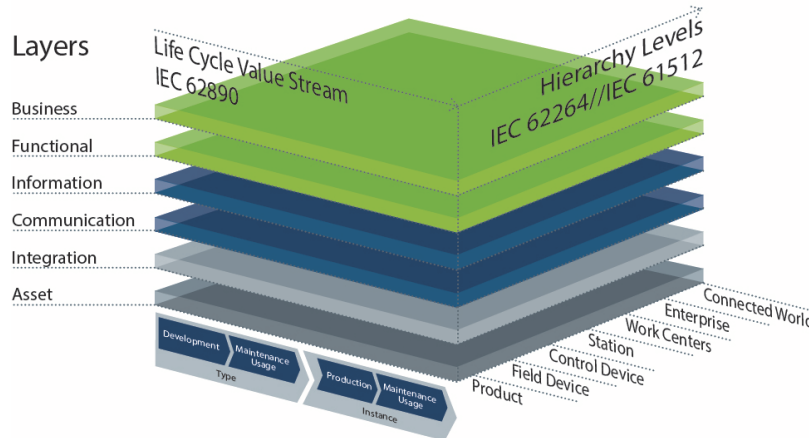 Layers
Life Cycle Value Stream
IEC 62890
Hierarchy Levels
IEC 62264//IEC 61512
Business
Functional
Information
Communication
Integration
Asset
Development
Maintenance
Usage
Type
Production
Maintenance
Usage
Instance
Product
Field Device
Control Device
Station
Work Centers
Enterprise
Connected World